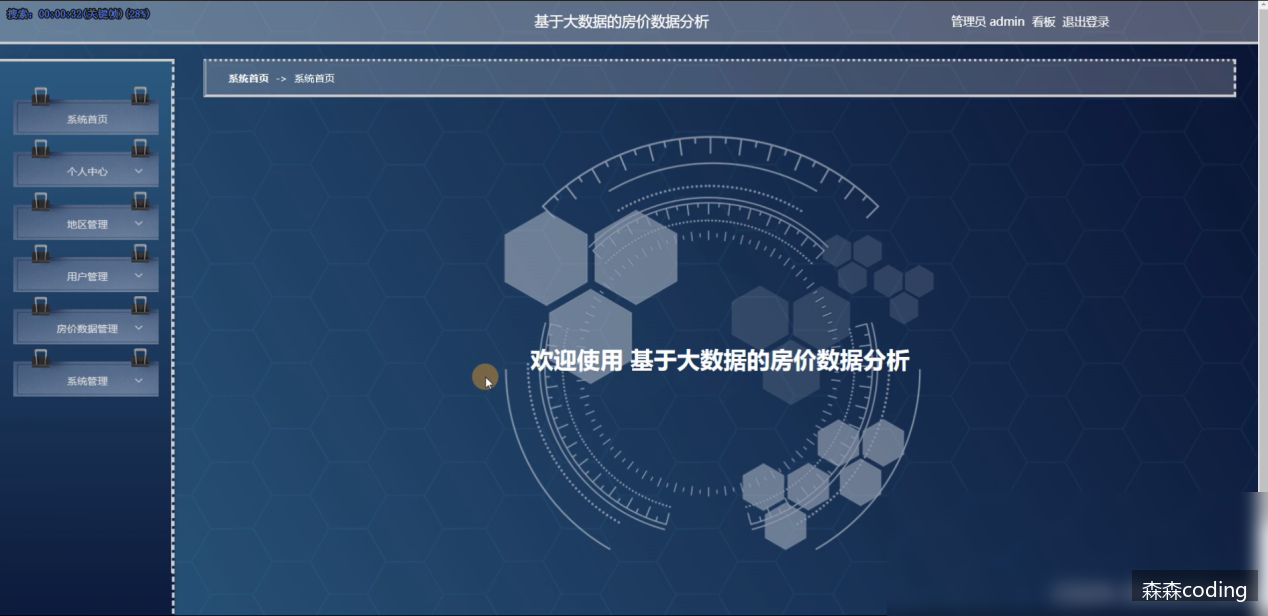 搜索: 00:00:32(关键帧)(28%)
基于大数据的房价数据分析
管理员 admin 看板 退出登录
系统首页 -> 系统首页
系统首页
个人中心
地区管理
用户管理
房价数据管理
系统管理
欢迎使用 基于大数据的房价数据分析
森森coding